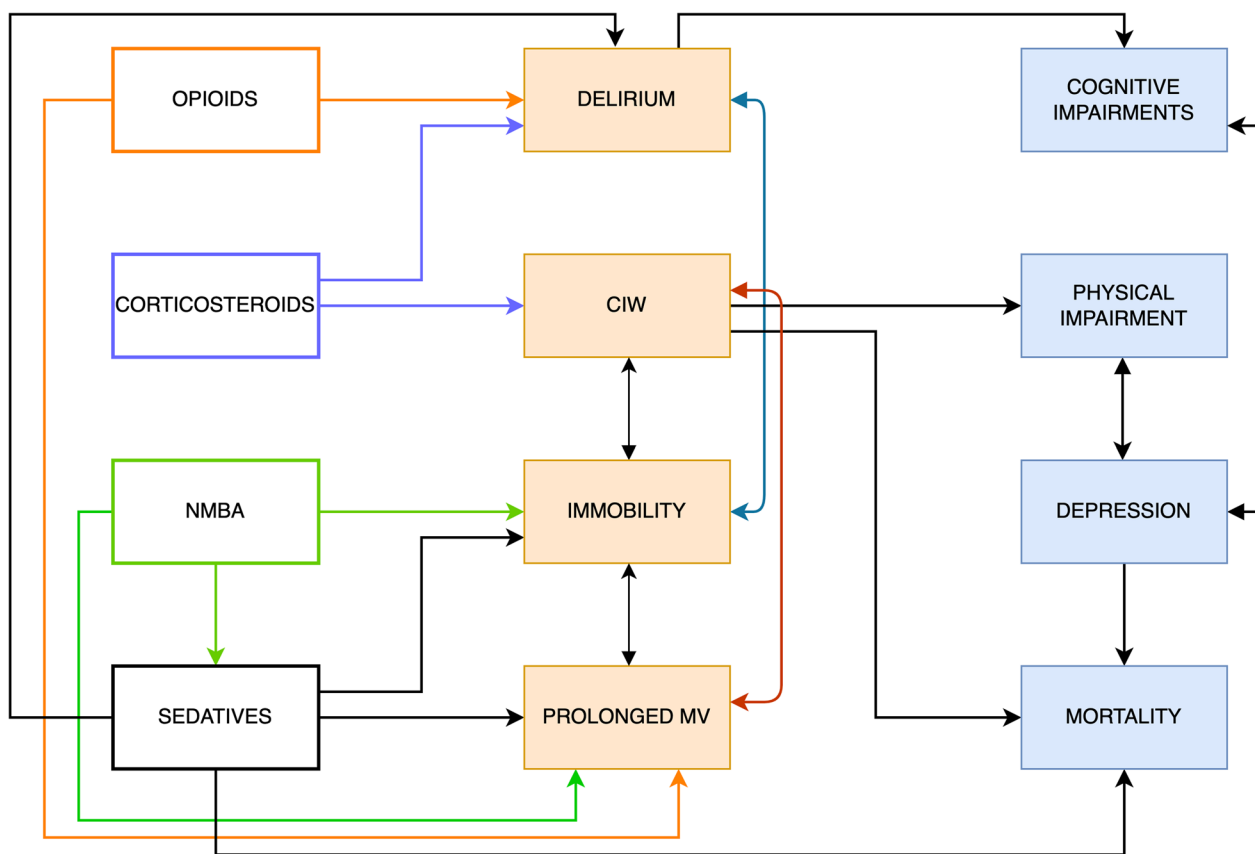 OPIOIDS
DELIRIUM
COGNITIVE
IMPAIRMENTS
CORTICOSTEROIDS
CIW
PHYSICAL
IMPAIRMENT
NMBA
IMMOBILITY
DEPRESSION
SEDATIVES
PROLONGED MV
MORTALITY